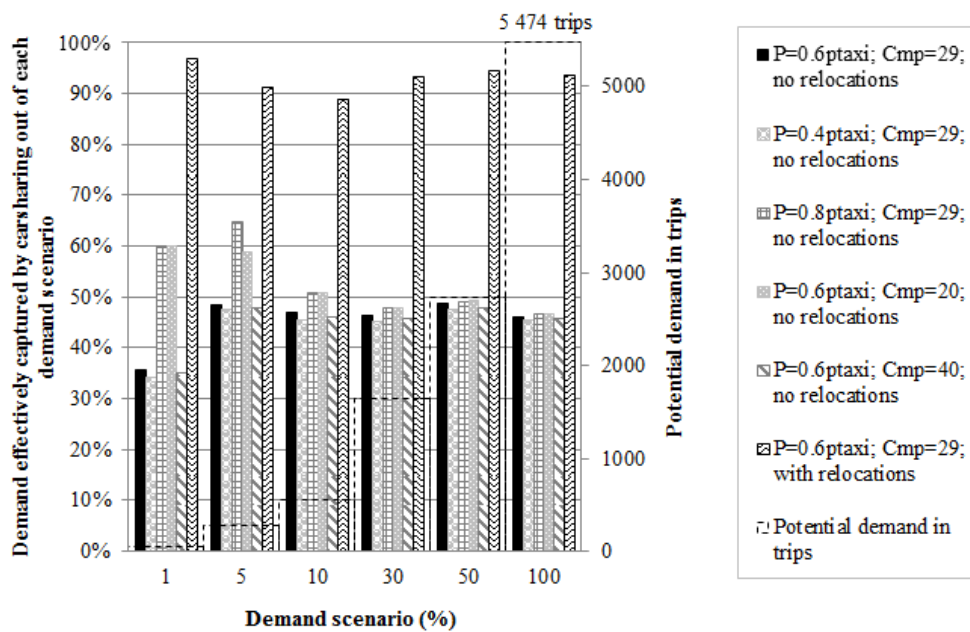 5 474 trips
100%
90%
80%
70%
60%
50%
40%
30%
20%
10%
0%
Demand effectively captured by carsharing out of each
demand scenario
5000
4000
3000
2000
1000
0
Potential demand in trips
1 5 10 30 50 100
Demand scenario (%)
P=0.6ptaxi; Cmp=29;
no relocations
P=0.4ptaxi; Cmp=29;
no relocations
P=0.8ptaxi; Cmp=29;
no relocations
P=0.6ptaxi; Cmp=20;
no relocations
P=0.6ptaxi; Cmp=40;
no relocations
P=0.6ptaxi; Cmp=29;
with relocations
Potential demand in
trips